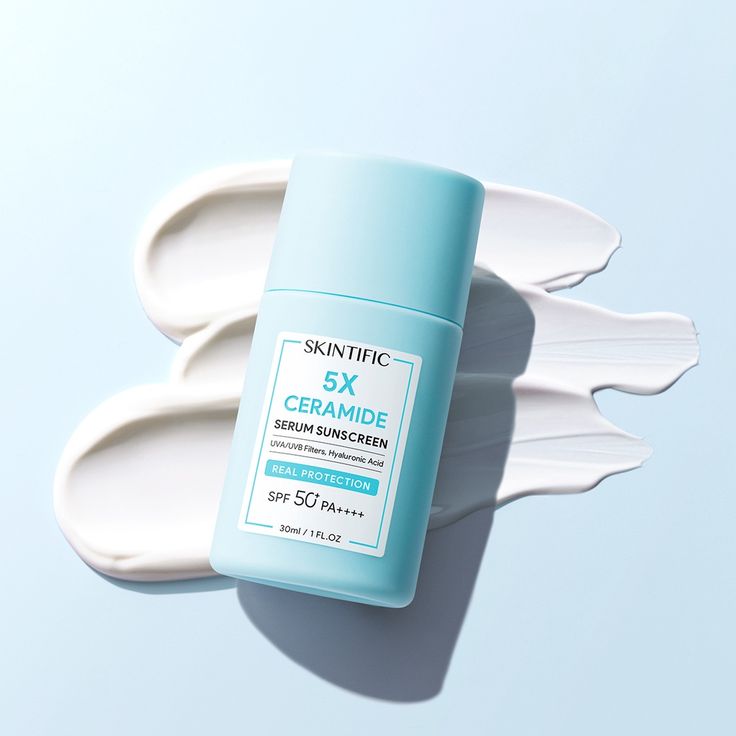 SKINTIFIC
5X
CERAMIDE
SERUM SUNSCREEN
UVA/UVB Filters, Hyaluronic Acid
REAL PROTECTION
SPF 50+ PA++++
30ml / 1 FL.OZ